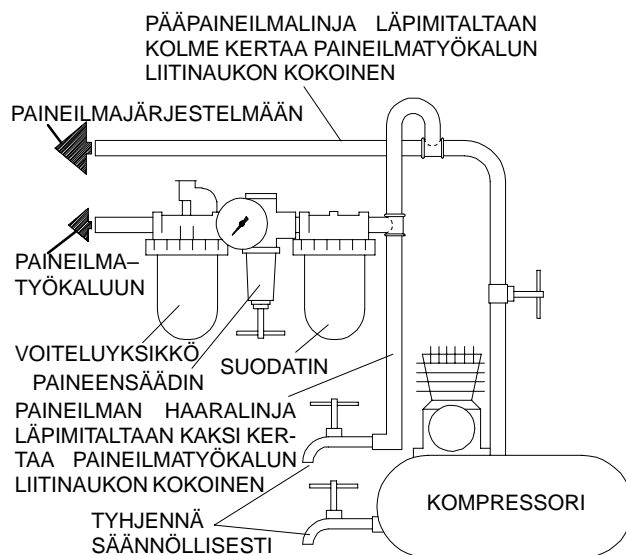 PÄÄPAINEILMALINJA LÄPIMITALTAAN
KOLME KERTAA PAINEILMATYÖKALUN
LIITINAUKON KOKOINEN
PAINEILMAJÄRJESTELMÄÄN
PAINEILMA–
TYÖKALUUN
VOITELUYKSIKKÖ
SUODATIN
PAINEENSÄÄDIN
PAINEILMAN HAARALINJA
LÄPIMITALTAAN KAKSI KER-
TAA PAINEILMATYÖKALUN
LIITINAUKON KOKOINEN
KOMPRESSORI
TYHJENNÄ
SÄÄNNÖLLISESTI